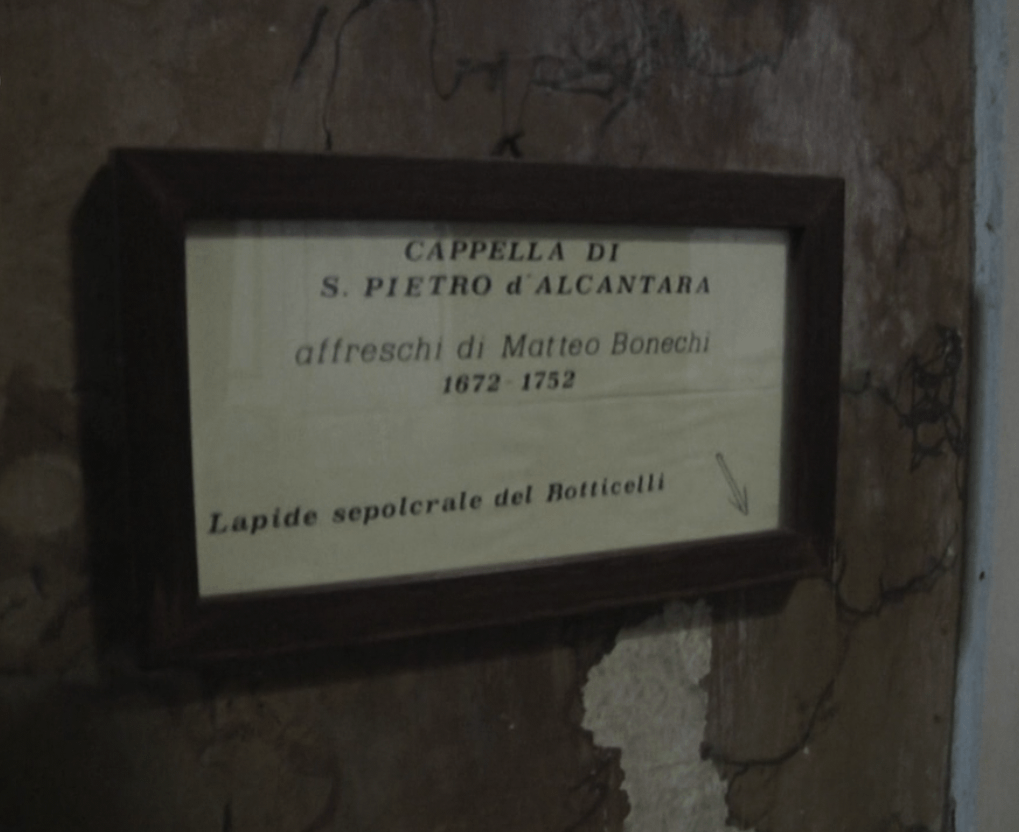 CAPPELLA DI
S. PIETRO d'ALCANTARA
affreschi di Matteo Bonechi
1672-1752
Lapide sepolcrale del Botticelli